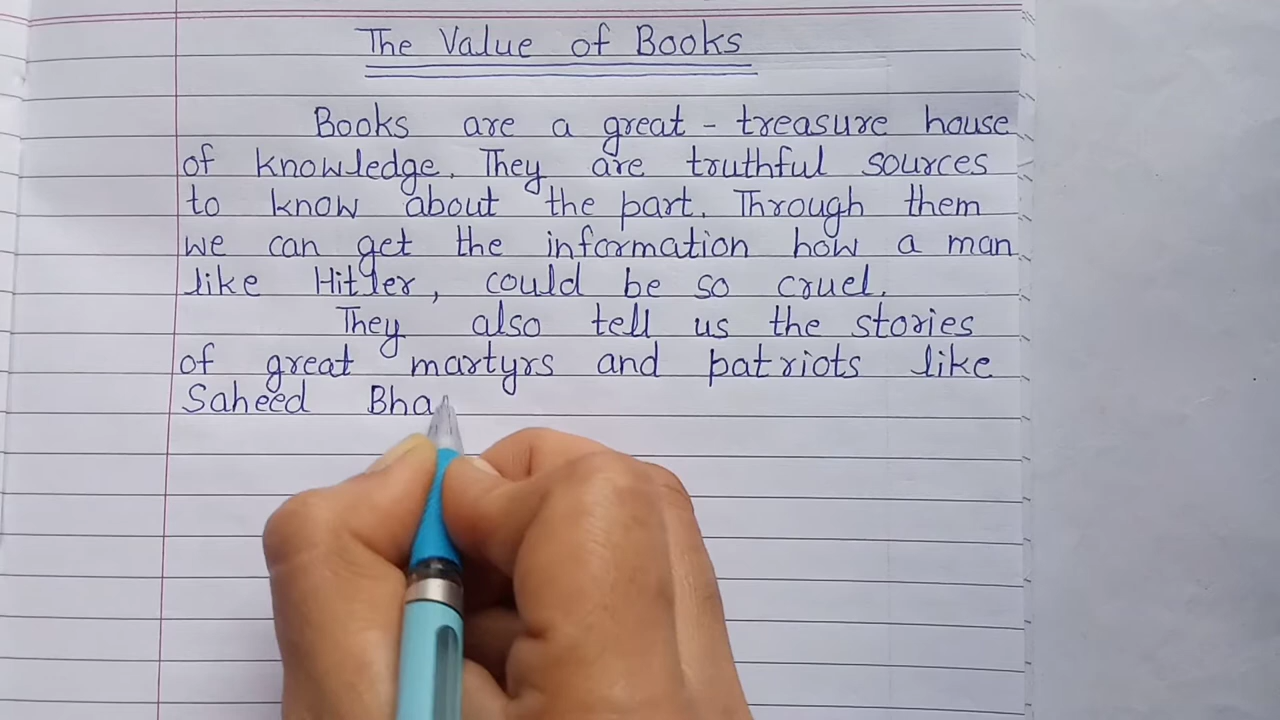 The Value of Books
Books are a great - treasure house
of knowledge. They are truthful sources
to know about the part. Through them
we can get the information how a man
like Hitler, could be so cruel.
They also tell us the stories
of great martyrs and patriots like
Saheed Bha